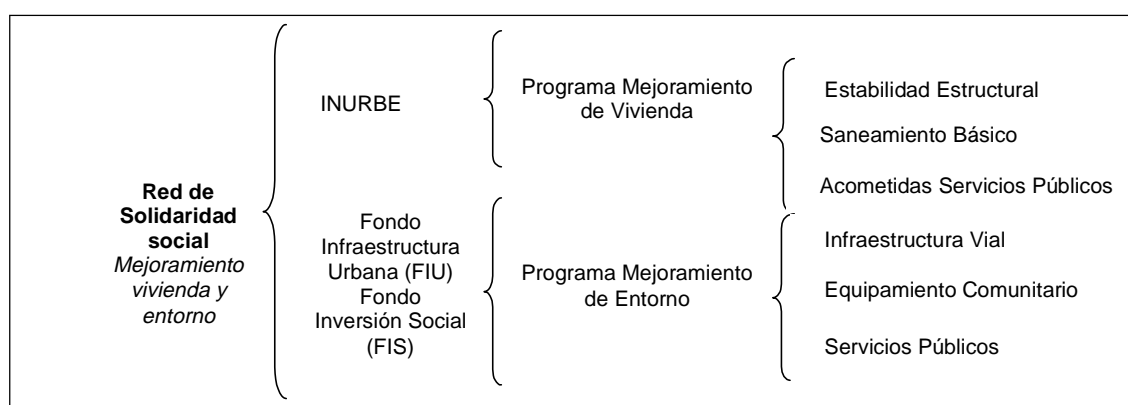 Red de
Solidaridad
social
Mejoramiento
vivienda y
entorno
INURBE
Programa Mejoramiento
de Vivienda
Estabilidad Estructural
Saneamiento Básico
Acometidas Servicios Públicos
Fondo
Infraestructura
Urbana (FIU)
Fondo
Inversión Social
(FIS)
Programa Mejoramiento
de Entorno
Infraestructura Vial
Equipamiento Comunitario
Servicios Públicos